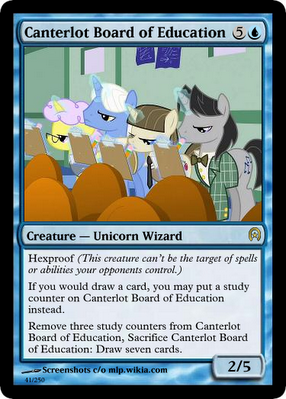 Canterlot Board of Education 5
Creature — Unicorn Wizard
Hexproof (This creature can't be the target of spells
or abilities your opponents control.)
If you would draw a card, you may put a study
counter on Canterlot Board of Education
instead.
Remove three study counters from Canterlot
Board of Education, Sacrifice Canterlot Board
of Education: Draw seven cards.
Screenshots c/o mlp.wikia.com
2/5
41/250